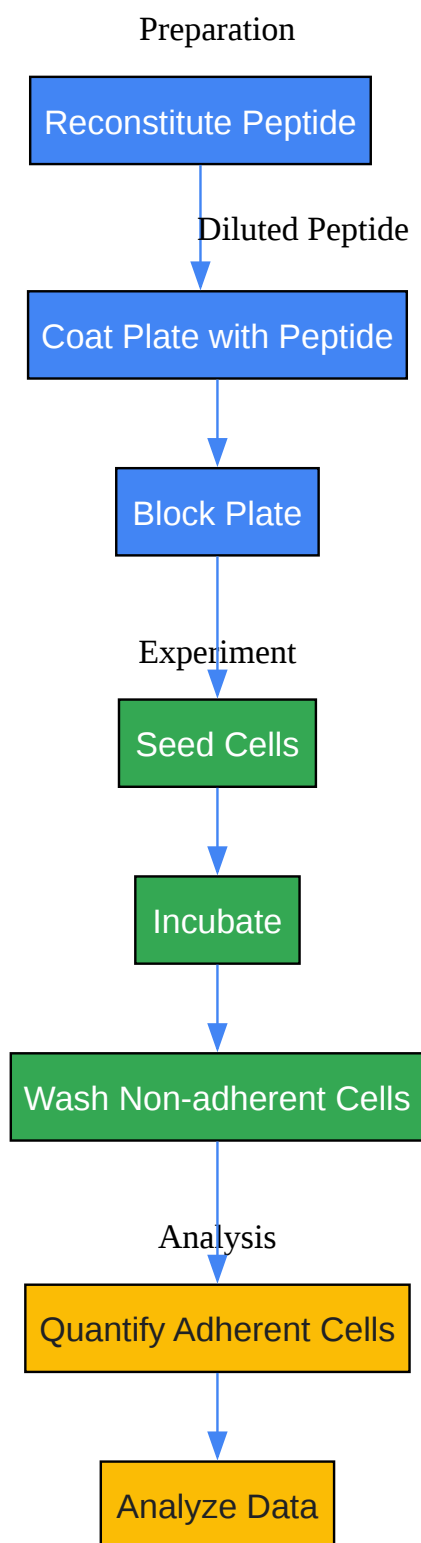 Preparation
Reconstitute Peptide
Diluted Peptide
Coat Plate with Peptide
Block Plate
Experiment
Seed Cells
Incubate
Wash Non-adherent Cells
Analysis
Quantify Adherent Cells
Analyze Data